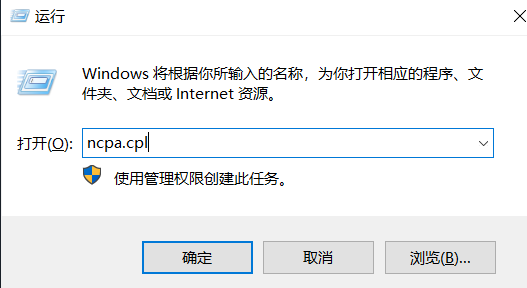 运行
Windows 将根据你所输入的名称，为你打开相应的程序、文
件夹、文档或 Internet 资源。
打开(O): ncpa.cpl
使用管理权限创建此任务。
确定 取消 浏览(B)...